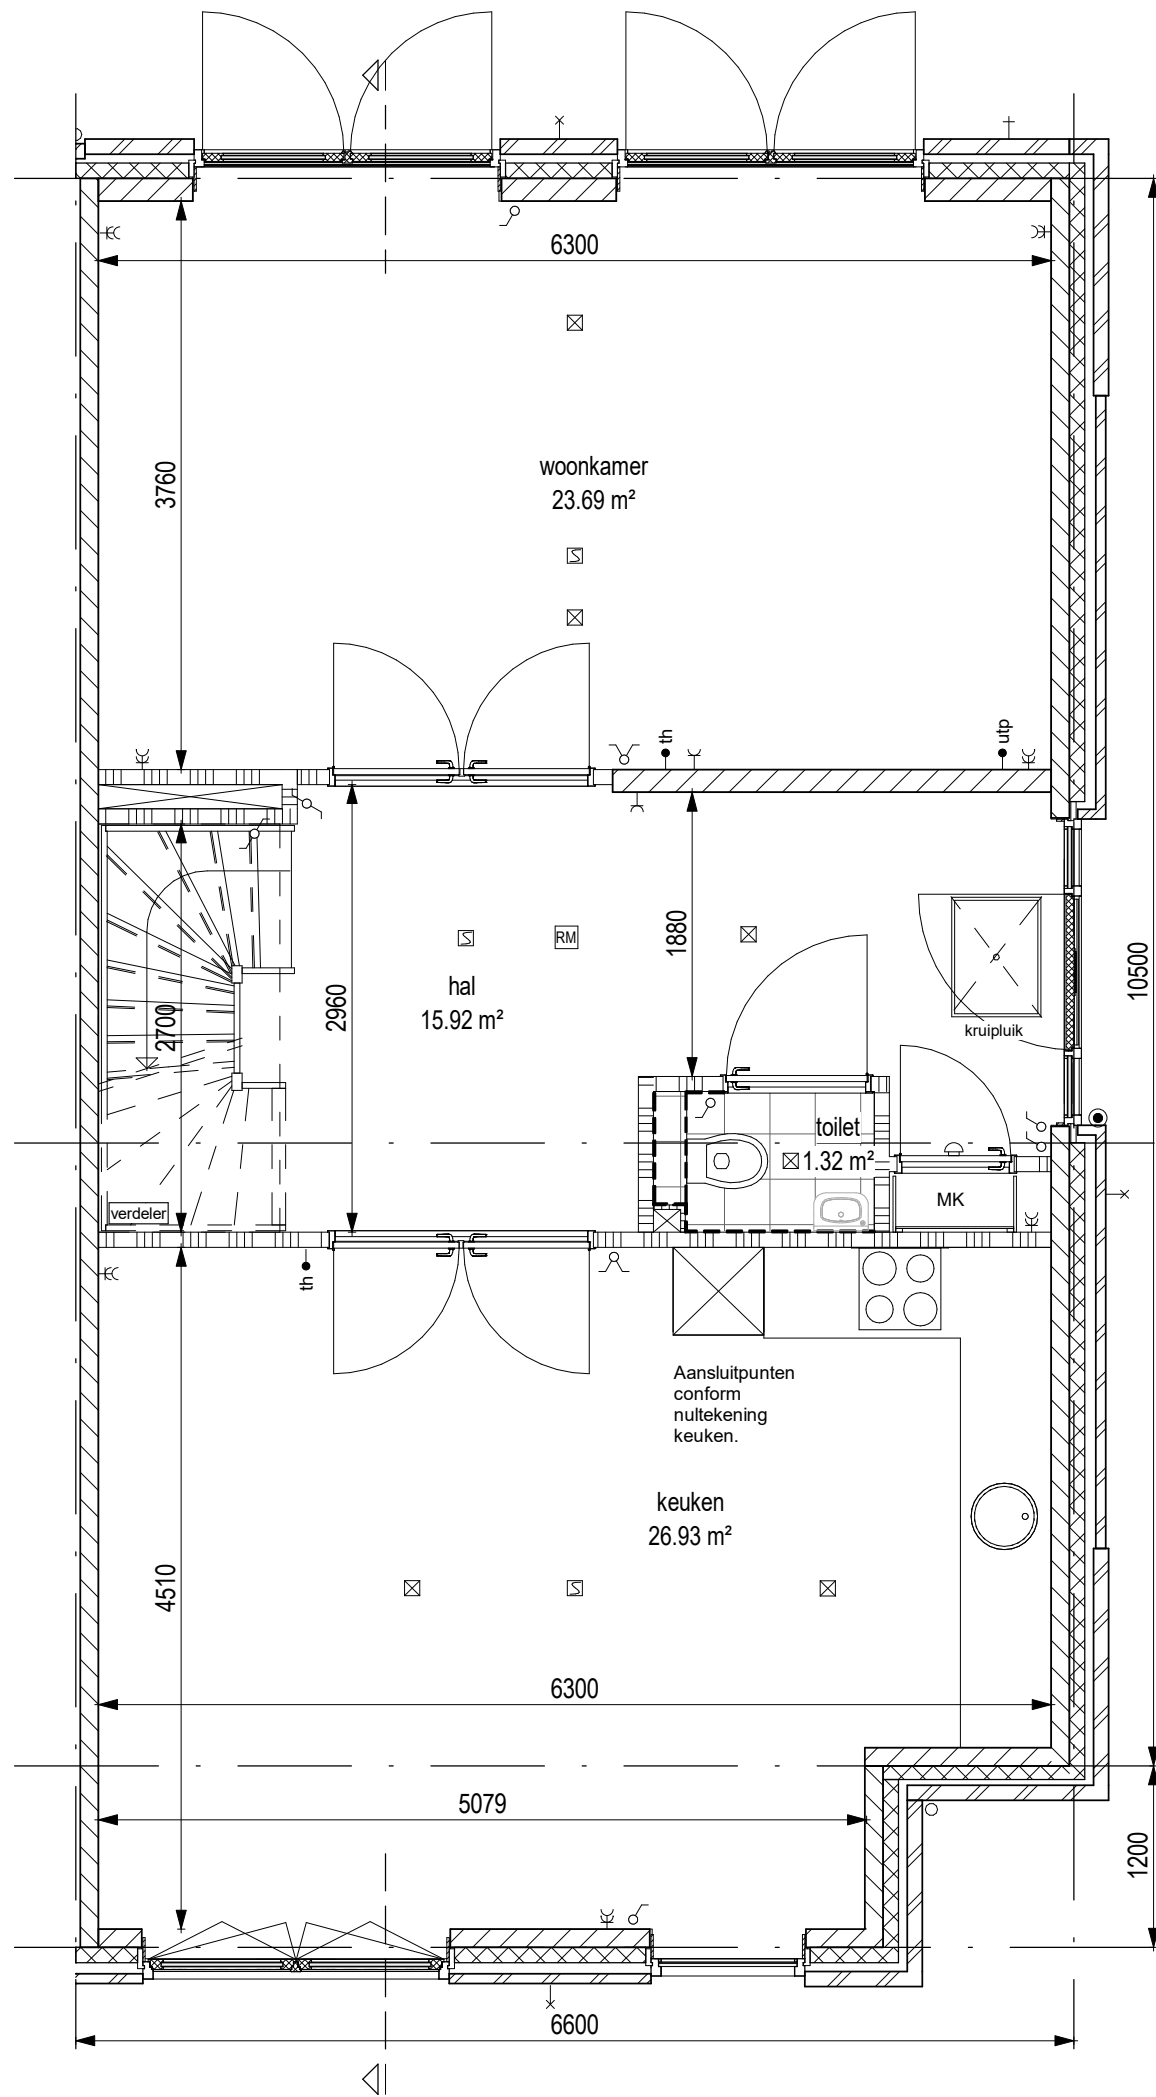 6300
3760
woonkamer
23.69 m²
th
utp
2700
2960
1880
10500
RM
hal
15.92 m²
kruipluik
toilet
1.32 m²
verdeler
MK
th
Aansluitpunten
conform
nultekening
keuken.
keuken
26.93 m²
4510
6300
5079
1200
6600